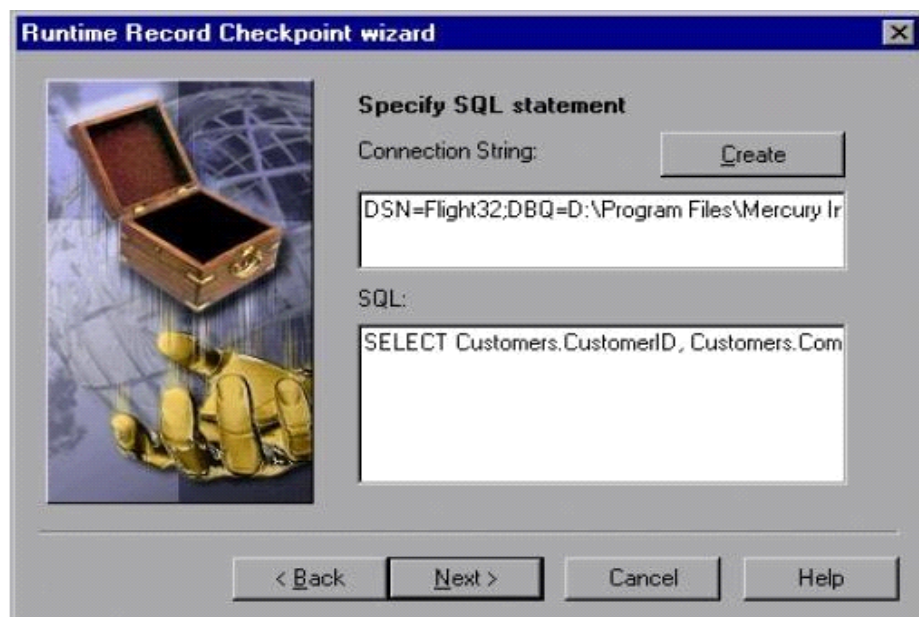 Runtime Record Checkpoint wizard
Specify SQL statement
Connection String:
Create
DSN=Flight32;DBQ=D:\Program Files\Mercury Ir
SQL:
SELECT Customers.CustomerID, Customers.Com
< Back
Next >
Cancel
Help